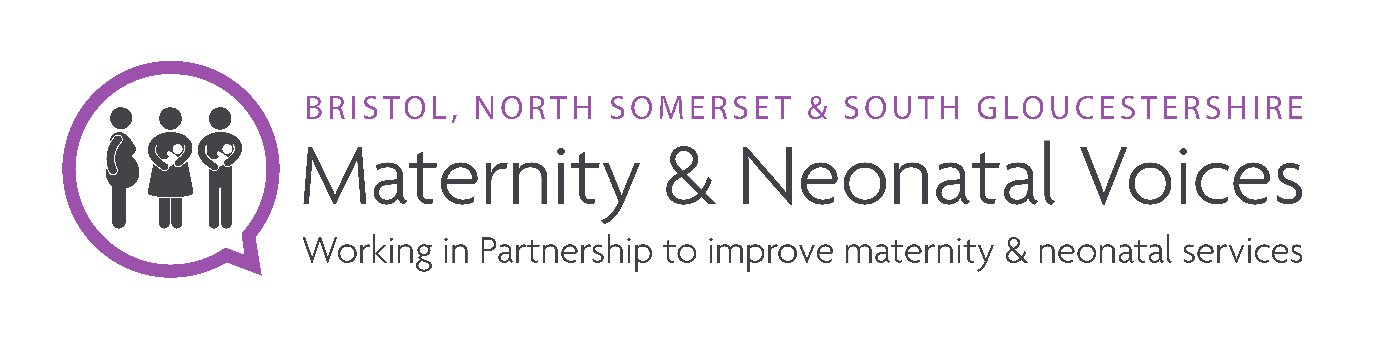 BRISTOL, NORTH SOMERSET & SOUTH GLOUCESTERSHIRE
Maternity & Neonatal Voices
Working in Partnership to improve maternity & neonatal services